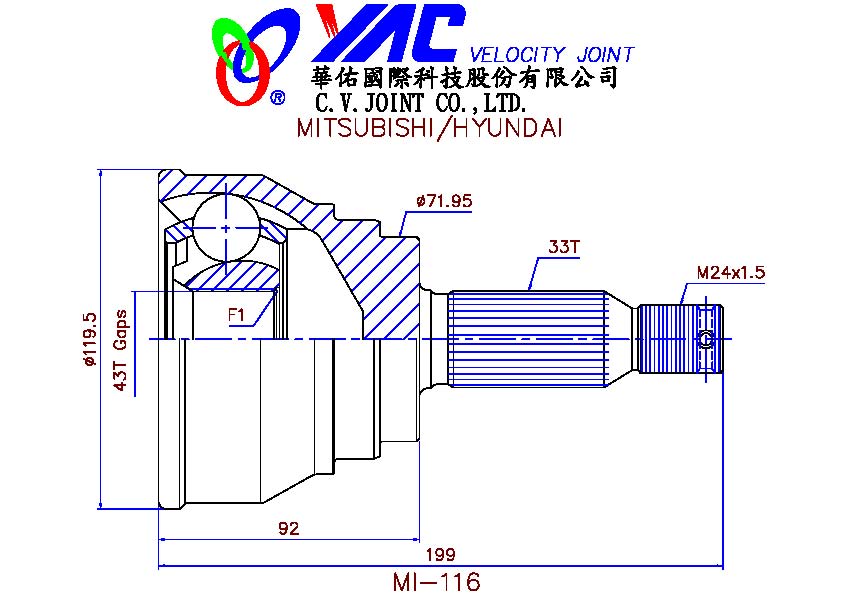 YAC VELOCITY JOINT
®
華佑國際科技股份有限公司
C.V.JOINT CO.,LTD.
MITSUBISHI/HYUNDAI
ø71.95
33T
M24x1.5
F1
ø119.5
43T Gaps
92
199
MI-116